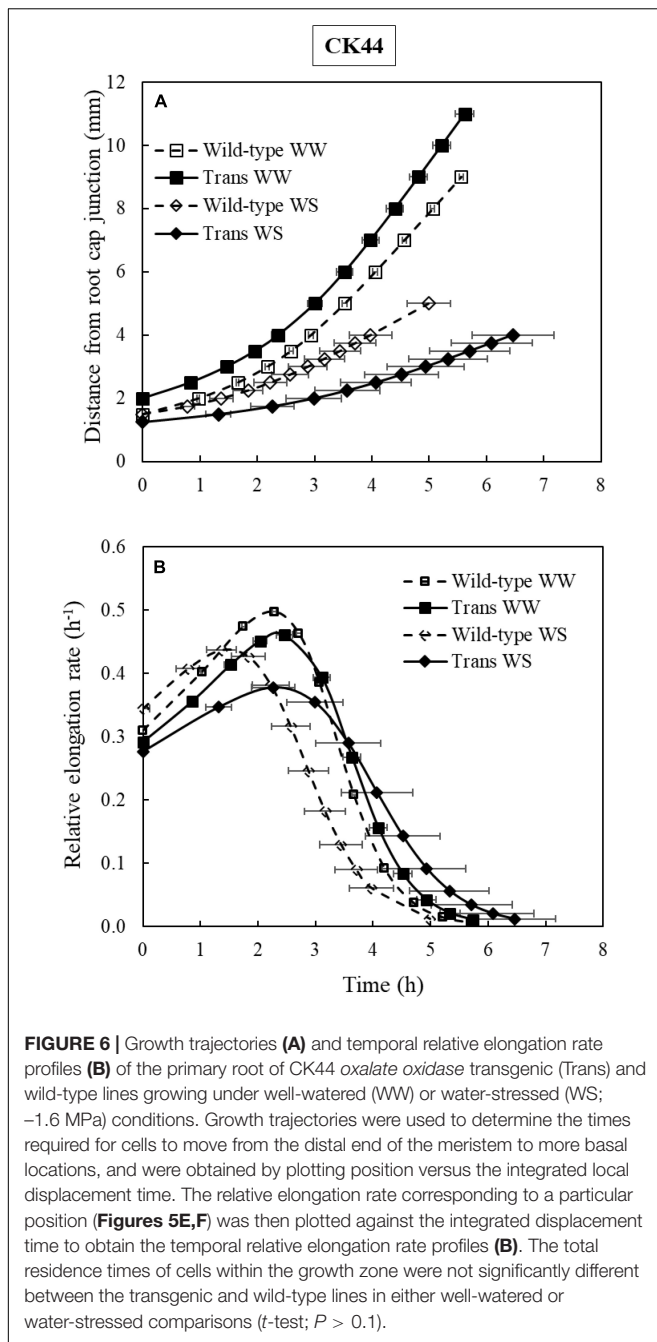 CK44
A
Wild-type WW
Trans WW
Wild-type WS
Trans WS
Distance from root cap junction (mm)
12
10
8
6
4
2
0
0 1 2 3 4 5 6 7 8
B
Wild-type WW
Trans WW
Wild-type WS
Trans WS
Relative elongation rate (h-1)
0.6
0.5
0.4
0.3
0.2
0.1
0.0
0 1 2 3 4 5 6 7 8
Time (h)
FIGURE 6 | Growth trajectories (A) and temporal relative elongation rate
profiles (B) of the primary root of CK44 oxalate oxidase transgenic (Trans) and
wild-type lines growing under well-watered (WW) or water-stressed (WS;
–1.6 MPa) conditions. Growth trajectories were used to determine the times
required for cells to move from the distal end of the meristem to more basal
locations, and were obtained by plotting position versus the integrated local
displacement time. The relative elongation rate corresponding to a particular
position (Figures 5E,F) was then plotted against the integrated displacement
time to obtain the temporal relative elongation rate profiles (B). The total
residence times of cells within the growth zone were not significantly different
between the transgenic and wild-type lines in either well-watered or
water-stressed comparisons (t-test; P > 0.1).